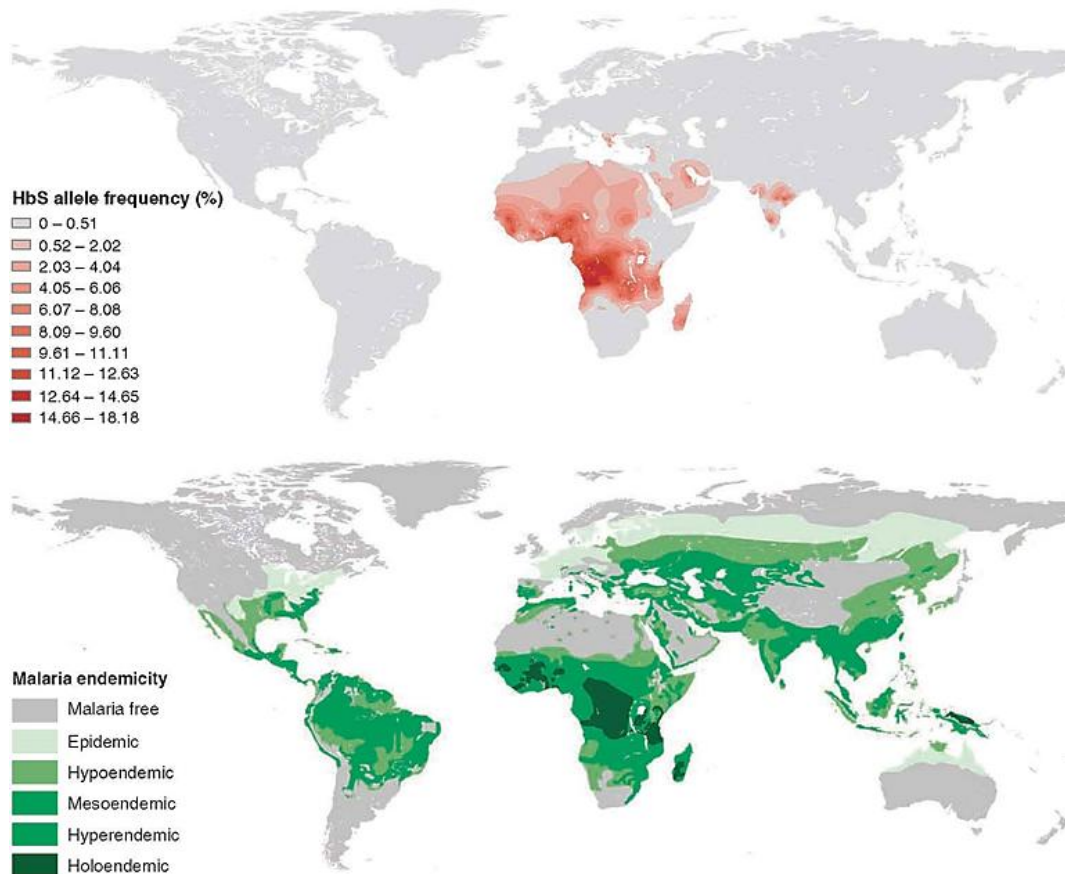 HbS allele frequency (%)
0 – 0.51
0.52 – 2.02
2.03 – 4.04
4.05 – 6.06
6.07 – 8.08
8.09 – 9.60
9.61 – 11.11
11.12 – 12.63
12.64 – 14.65
14.66 – 18.18
Malaria endemicity
Malaria free
Epidemic
Hypoendemic
Mesoendemic
Hyperendemic
Holoendemic